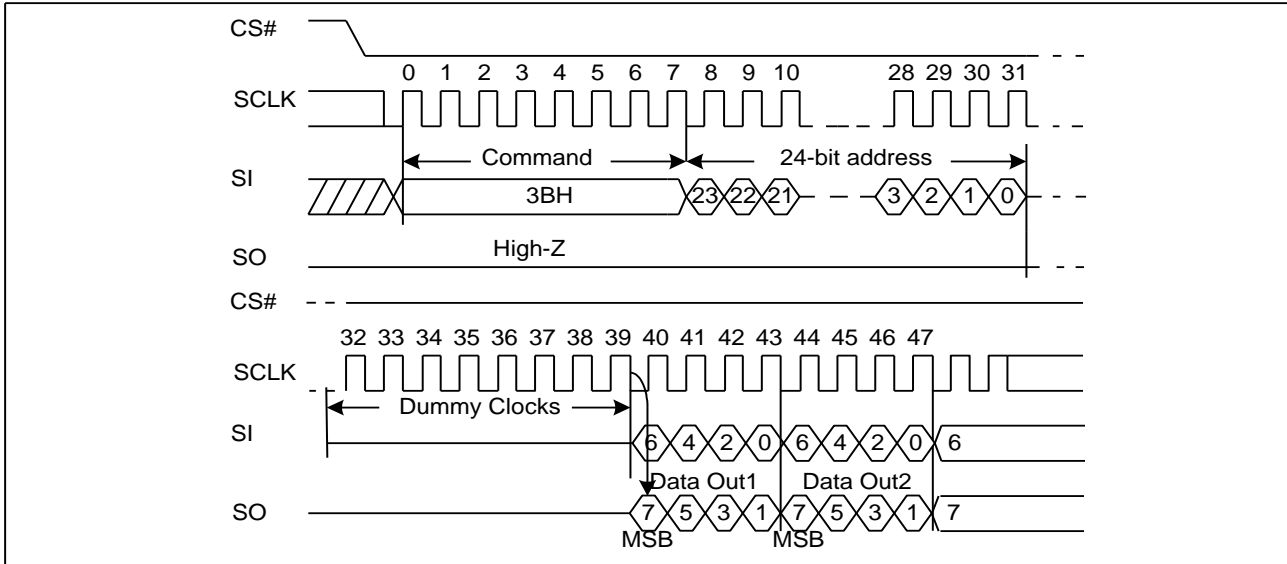 CS#
0 1 2 3 4 5 6 7 8 9 10 28 29 30 31
SCLK
Command 24-bit address
SI
3BH 23 22 21 3 2 1 0
High-Z
SO
CS#
32 33 34 35 36 37 38 39 40 41 42 43 44 45 46 47
SCLK
Dummy Clocks
SI
6 4 2 0 6 4 2 0 6
Data Out1 Data Out2
SO
7 5 3 1 7 5 3 1 7
MSB MSB